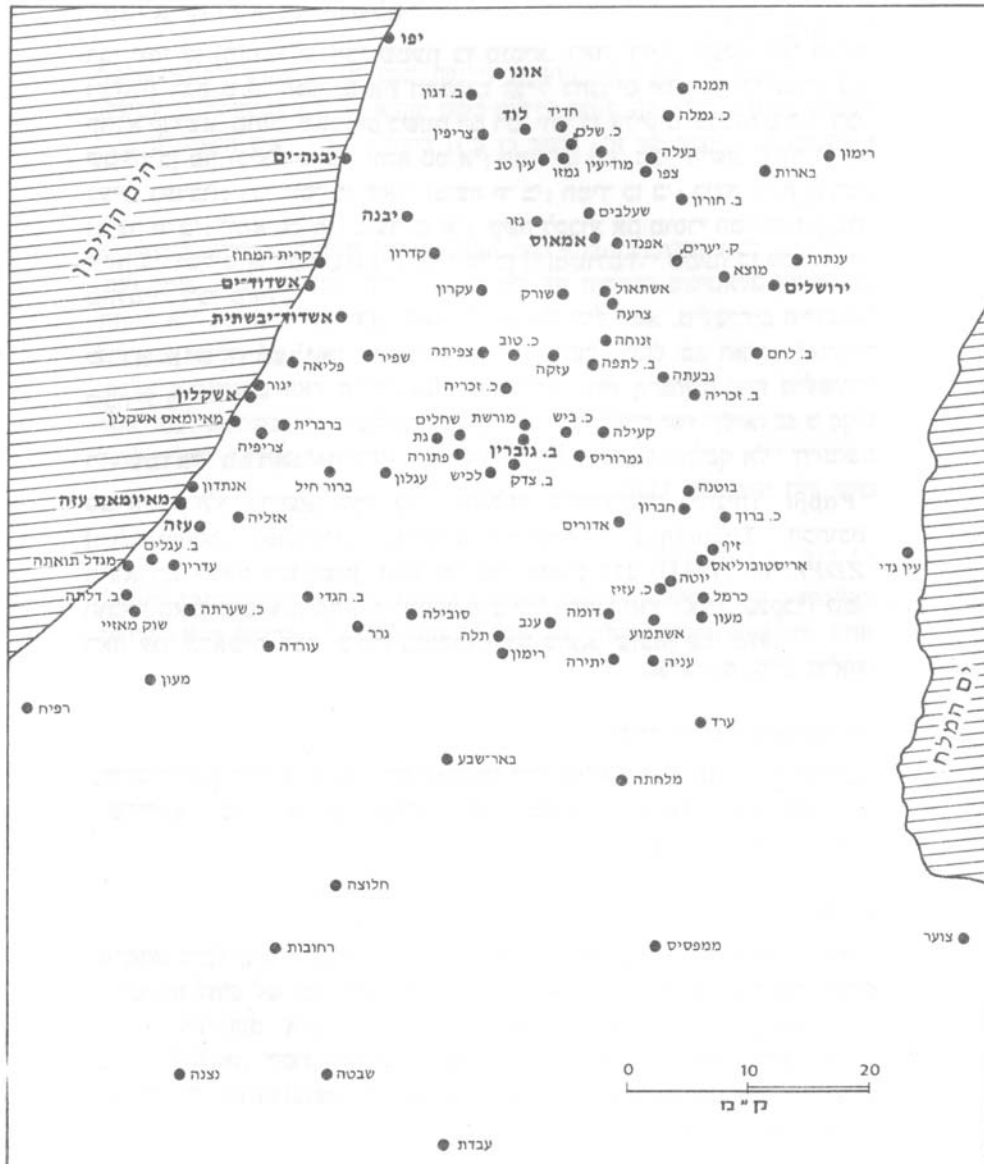 יפו
אונו
ב. דגון
תמנה
כ. גמלה
לוד
חדיד
צריפין
כ. שלם
מודיעין
גמזו
עין טב
בעלה
צפו
רימון
בארות
יבנה־ים
ב. חורון
יבנה
גזר
שעלבים
אמאוס
אפנדו
ק. יערים
מוצא
ענתות
ירושלים
הים התיכון
קרית המחוז
קדרון
אשדוד־ים
עקרון
שורק
אשתאול
צרעה
אשדוד־יבשתית
זנוחה
פליאה
שפיר
צפיתה
כ. טוב
עזקה
ב. לתפה
גבעתה
ב. לחם
ב. זכריה
יגור
אשקלון
כ. זכריה
מאיומאס אשקלון
ברברית
צריפיה
שחלים
גת
מורשת
כ. ביש
קעילה
ב. גוברין
פתורה
גמרוריס
ברור חיל
עגלון
לכיש
ב. צדק
אנתדון
מאיומאס עזה
עזה
אזליה
בוטנה
חברון
כ. ברוך
אדורים
ב. עגלים
מגדל תואתה
עדרין
זיף
אריסטובוליאס
עין גדי
יוטה
כ. עזיז
כרמל
ב. דלתה
כ. שערתה
ב. הגדי
שוק מאזיי
גרר
טובילה
תלה
ענב
דומה
אשתמוע
מעון
עורדה
רימון
יתירה
עניה
מעון
רפיח
ערד
ים המלח
באר־שבע
מלחתה
חלוצה
רחובות
ממפסיס
צוער
נצנה
שבטה
0 10 20
ק"מ
עבדת